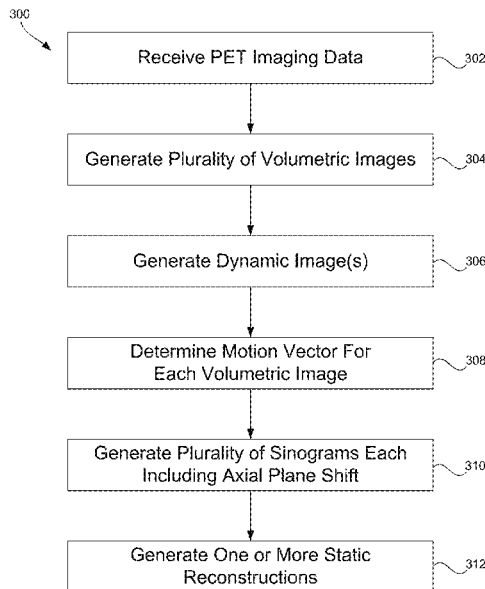 300
Receive PET Imaging Data
302
Generate Plurality of Volumetric Images
304
Generate Dynamic Image(s)
306
Determine Motion Vector For
Each Volumetric Image
308
Generate Plurality of Sinograms Each
Including Axial Plane Shift
310
Generate One or More Static
Reconstructions
312